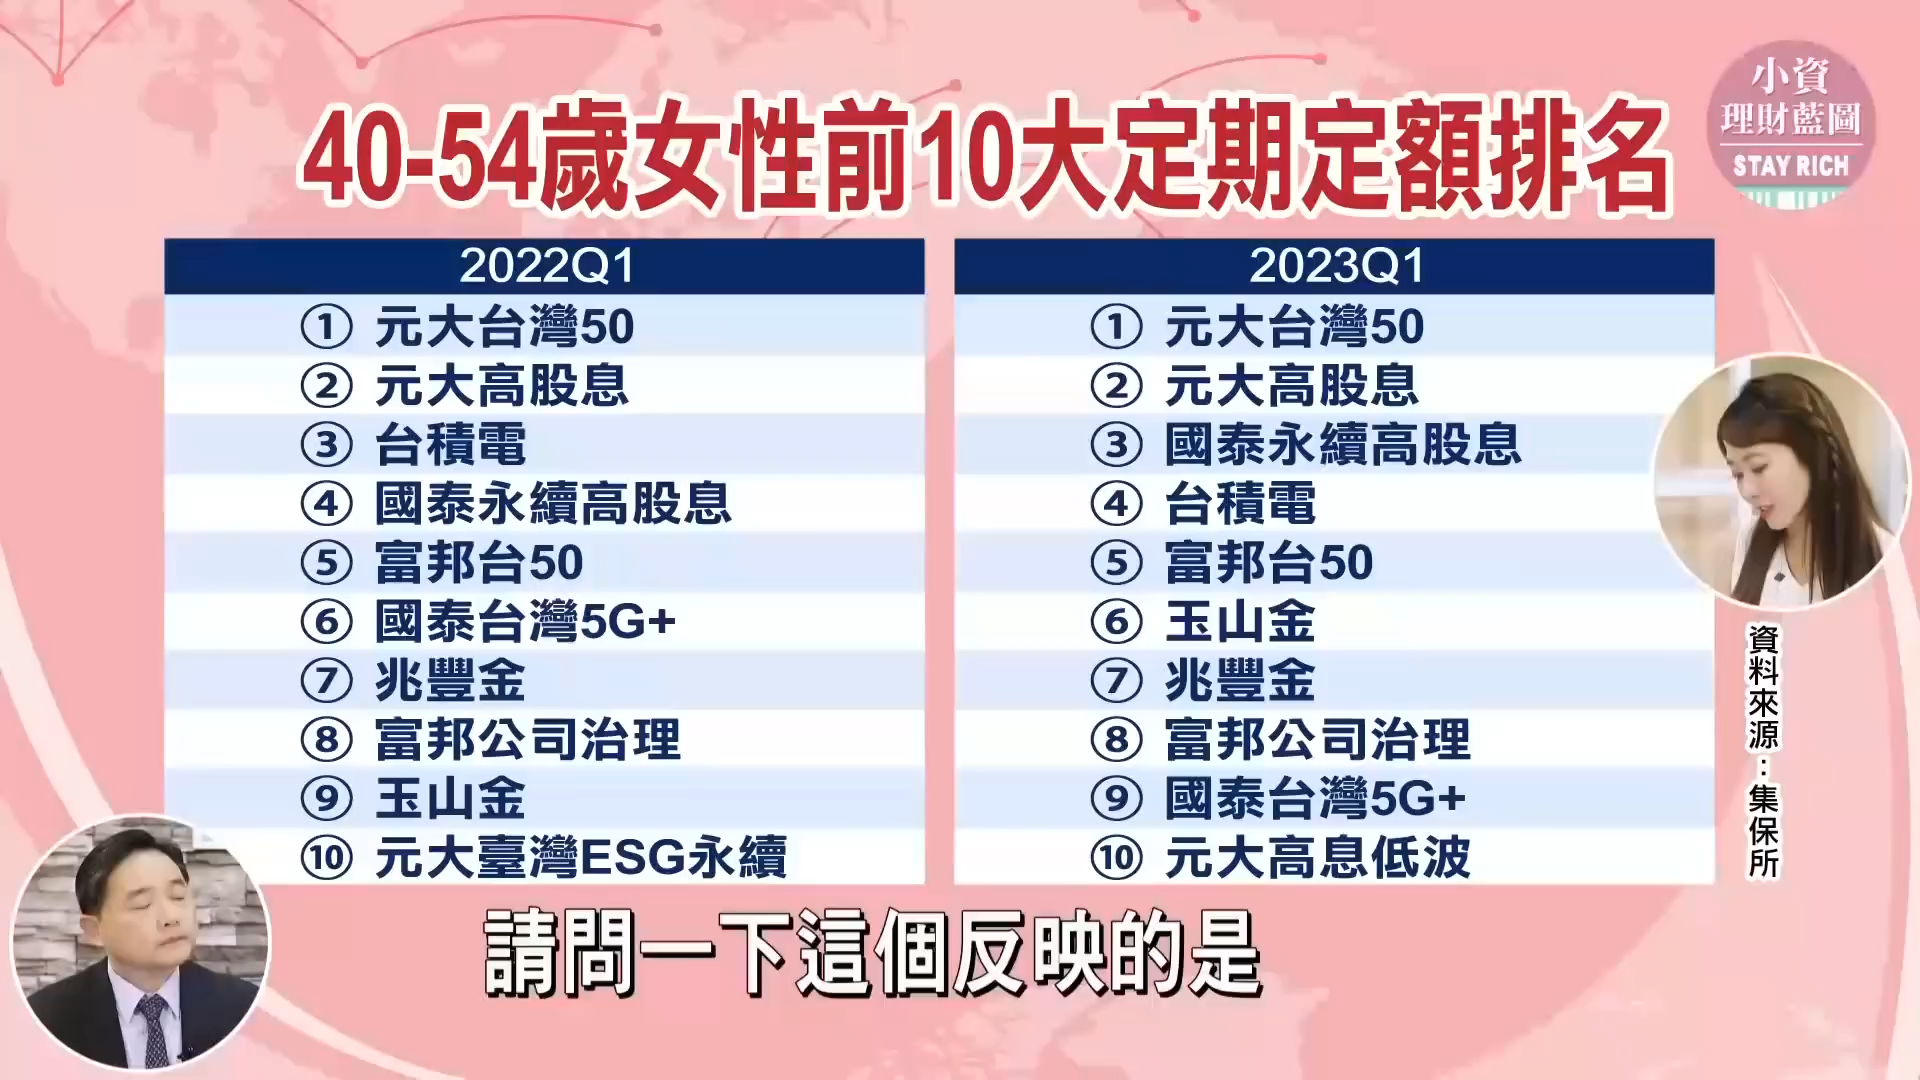 小資
理財藍圖
STAY RICH
40-54歲女性前10大定期定額排名
2022Q1
① 元大台灣50
② 元大高股息
③ 台積電
④ 國泰永續高股息
⑤ 富邦台50
⑥ 國泰台灣5G+
⑦ 兆豐金
⑧ 富邦公司治理
⑨ 玉山金
⑩ 元大臺灣ESG永續
2023Q1
① 元大台灣50
② 元大高股息
③ 國泰永續高股息
④ 台積電
⑤ 富邦台50
⑥ 玉山金
⑦ 兆豐金
⑧ 富邦公司治理
⑨ 國泰台灣5G+
⑩ 元大高息低波
資料來源：集保所
請問一下這個反映的是